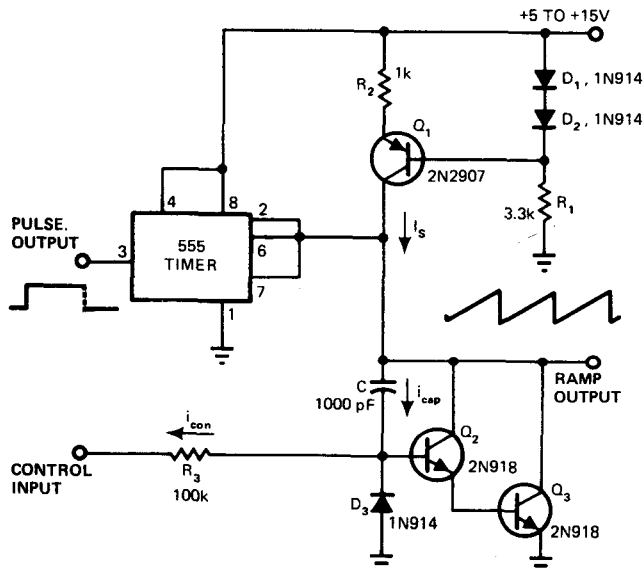 +5 TO +15V
1k
R2
D1, 1N914
D2, 1N914
Q1
2N2907
3.3k
R1
4
8
2
PULSE.
OUTPUT
3
555
TIMER
6
7
1
IS
RAMP
OUTPUT
C
1000 pF
icap
icon
Q2
2N918
CONTROL
INPUT
R3
100k
D3
1N914
Q3
2N918